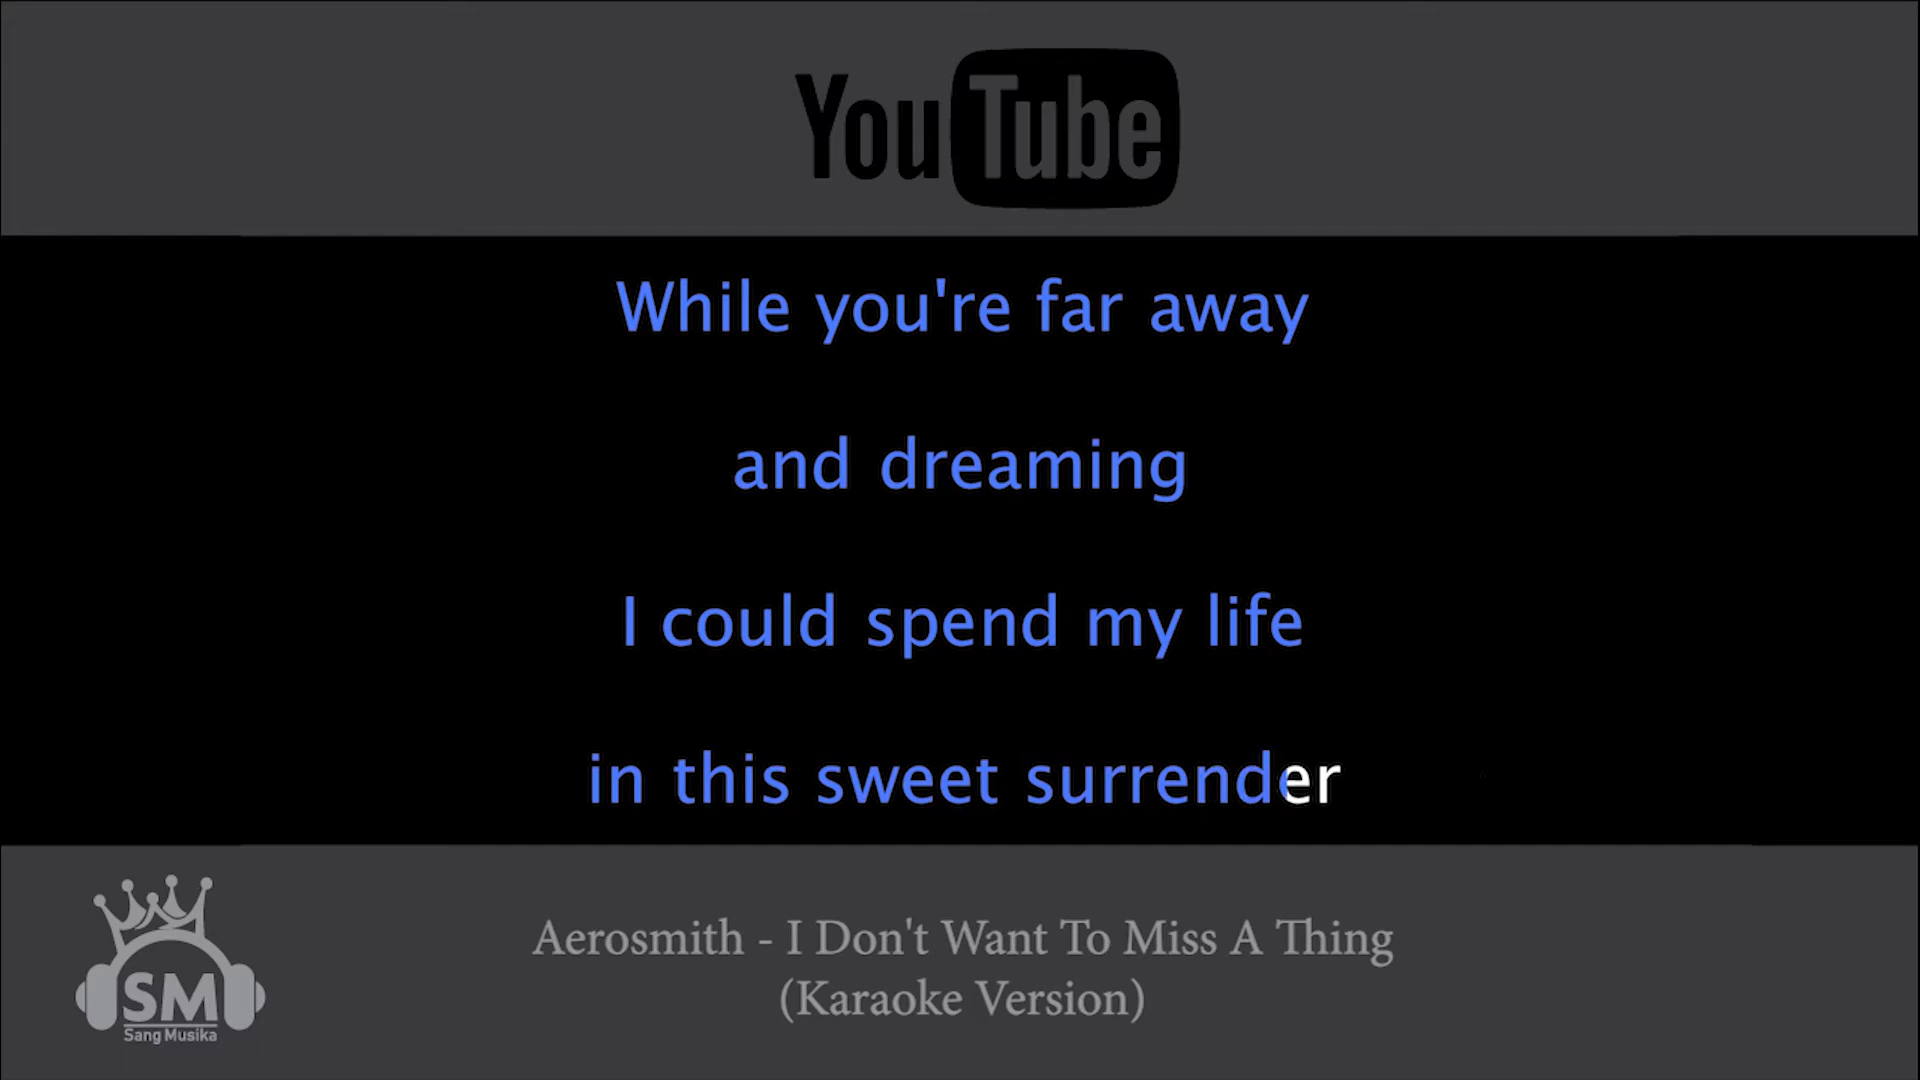 YouTube
While you're far away
and dreaming
I could spend my life
in this sweet surrender
SM
Sang Musika
Aerosmith - I Don't Want To Miss A Thing
(Karaoke Version)